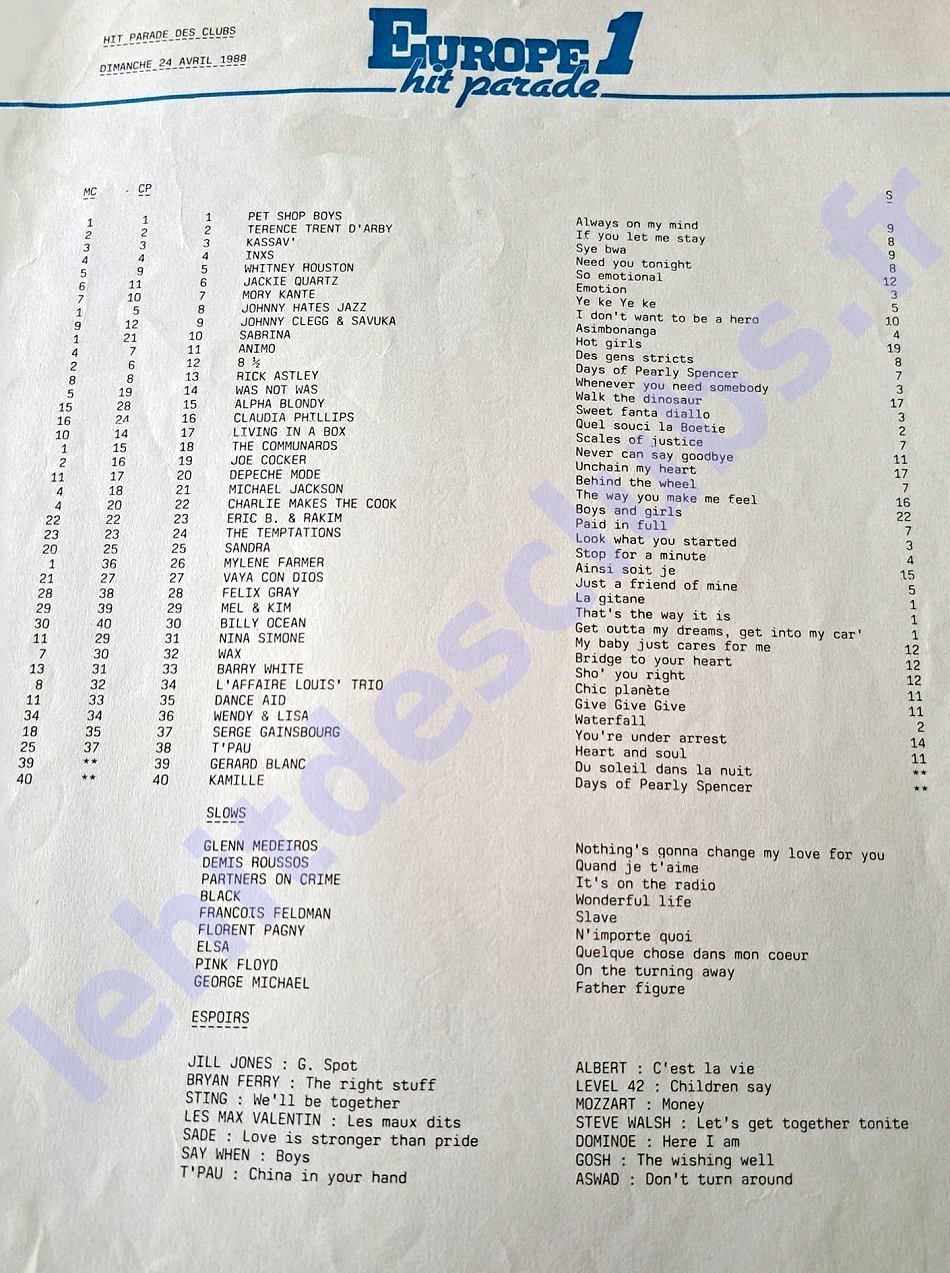 HIT PARADE DES CLUBS
DIMANCHE 24 AVRIL 1988
EUROPE 1
hit parade
MC CP S
1 1 1 PET SHOP BOYS Always on my mind 9
2 2 2 TERENCE TRENT D'ARBY If you let me stay 8
3 3 3 KASSAV' Sye bwa 9
4 4 4 INXS Need you tonight 8
5 9 5 WHITNEY HOUSTON So emotional 12
6 11 6 JACKIE QUARTZ Emotion 3
7 10 7 MORY KANTE Ye ke Ye ke 5
1 5 8 JOHNNY HATES JAZZ I don't want to be a hero 10
9 12 9 JOHNNY CLEGG & SAVUKA Asimbonanga 4
1 21 10 SABRINA Hot girls 19
4 7 11 ANIMO Des gens stricts 8
2 6 12 8 ½ Days of Pearly Spencer 7
8 8 13 RICK ASTLEY Whenever you need somebody 3
5 19 14 WAS NOT WAS Walk the dinosaur 17
15 28 15 ALPHA BLONDY Sweet fanta diallo 3
16 24 16 CLAUDIA PHILLIPS Quel souci la Boetie 2
10 14 17 LIVING IN A BOX Scales of justice 7
1 15 18 THE COMMUNARDS Never can say goodbye 11
2 16 19 JOE COCKER Unchain my heart 17
11 17 20 DEPECHE MODE Behind the wheel 7
4 18 21 MICHAEL JACKSON The way you make me feel 16
4 20 22 CHARLIE MAKES THE COOK Boys and girls 22
22 22 23 ERIC B. & RAKIM Paid in full 7
23 23 24 THE TEMPTATIONS Look what you started 3
20 25 25 SANDRA Stop for a minute 4
1 36 26 MYLENE FARMER Ainsi soit je 15
21 27 27 VAYA CON DIOS Just a friend of mine 5
28 38 28 FELIX GRAY La gitane 1
29 39 29 MEL & KIM That's the way it is 1
30 40 30 BILLY OCEAN Get outta my dreams, get into my car' 1
11 29 31 NINA SIMONE My baby just cares for me 12
7 30 32 WAX Bridge to your heart 12
13 31 33 BARRY WHITE Sho' you right 12
8 32 34 L'AFFAIRE LOUIS' TRIO Chic planète 11
11 33 35 DANCE AID Give Give Give 11
34 34 36 WENDY & LISA Waterfall 2
18 35 37 SERGE GAINSBOURG You're under arrest 14
25 37 38 T'PAU Heart and soul 11
39 ** 39 GERARD BLANC Du soleil dans la nuit **
40 ** 40 KAMILLE Days of Pearly Spencer **
SLOWS
GLENN MEDEIROS Nothing's gonna change my love for you
DEMIS ROUSSOS Quand je t'aime
PARTNERS ON CRIME It's on the radio
BLACK Wonderful life
FRANCOIS FELDMAN Slave
FLORENT PAGNY N'importe quoi
ELSA Quelque chose dans mon coeur
PINK FLOYD On the turning away
GEORGE MICHAEL Father figure
ESPOIRS
JILL JONES : G. Spot ALBERT : C'est la vie
BRYAN FERRY : The right stuff LEVEL 42 : Children say
STING : We'll be together MOZZART : Money
LES MAX VALENTIN : Les maux dits STEVE WALSH : Let's get together tonite
SADE : Love is stronger than pride DOMINOE : Here I am
SAY WHEN : Boys GOSH : The wishing well
T'PAU : China in your hand ASWAD : Don't turn around
lehitdesclubs.fr